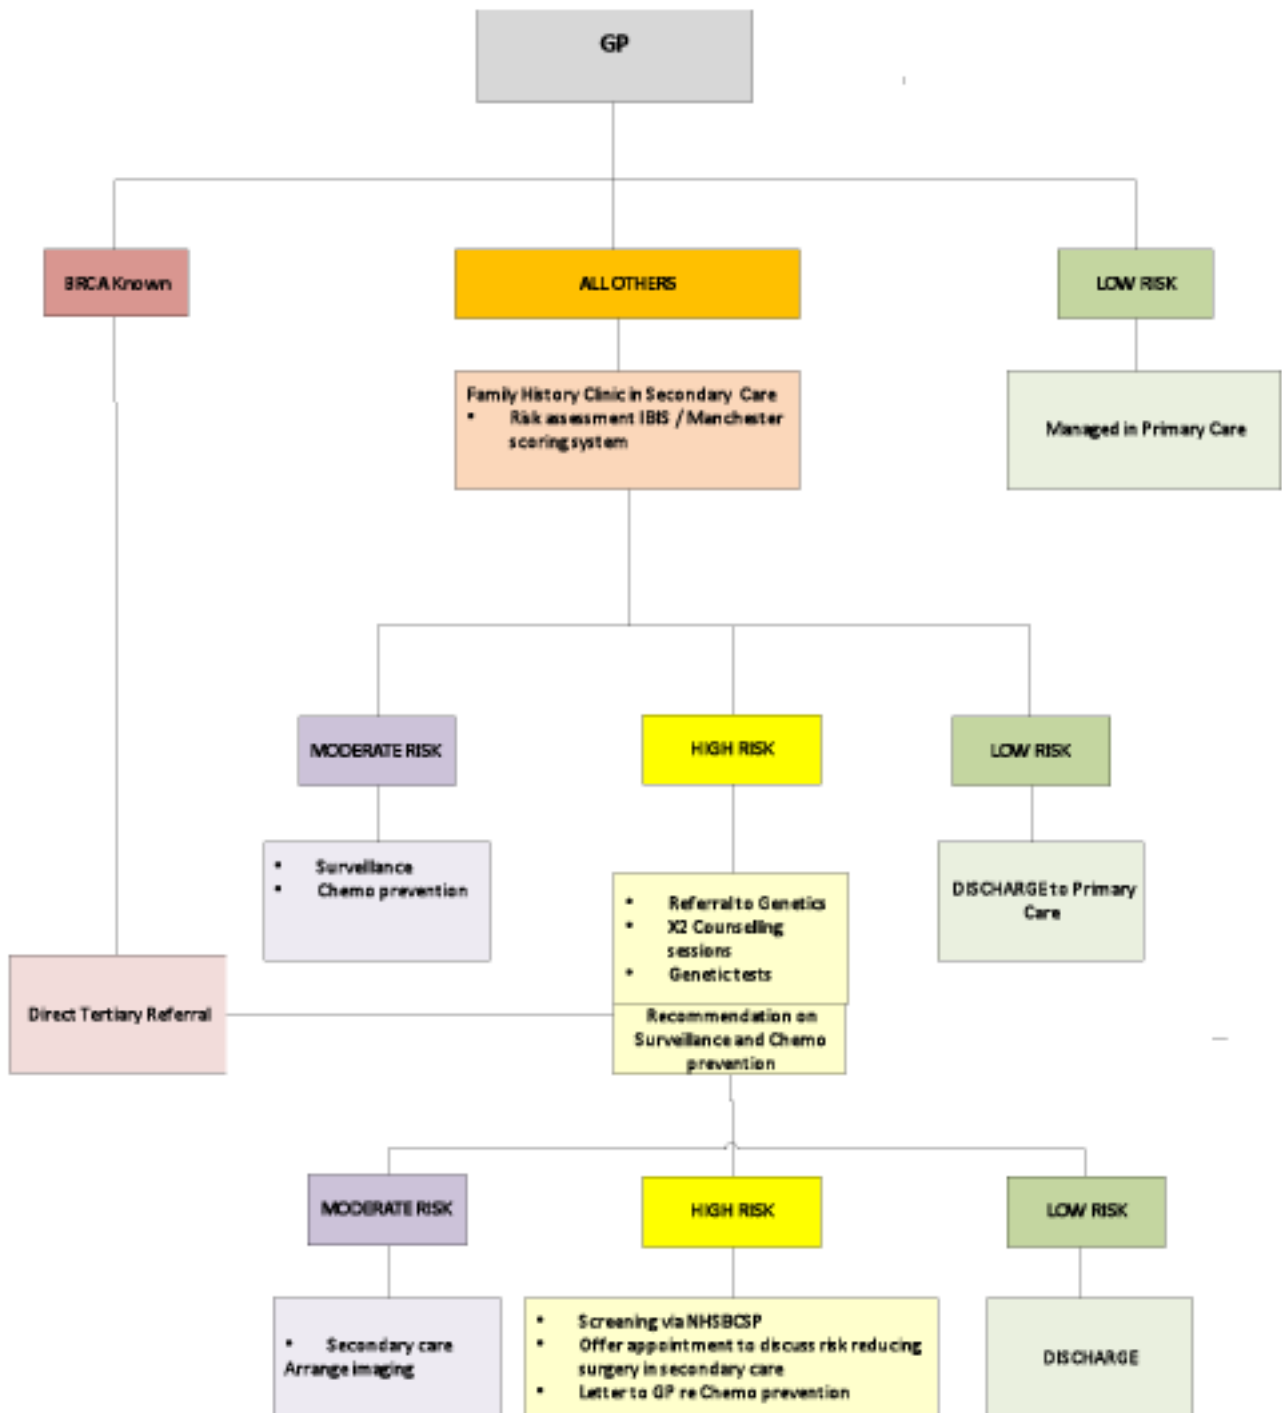 GP
BRCA Known
ALL OTHERS
LOW RISK
Family History Clinic in Secondary Care
• Risk assessment IBIS / Manchester
scoring system
Managed in Primary Care
MODERATE RISK
HIGH RISK
LOW RISK
• Surveillance
• Chemo prevention
• Referral to Genetics
• X2 Counselling
sessions
• Genetic tests
DISCHARGE to Primary
Care
Direct Tertiary Referral
Recommendation on
Surveillance and Chemo
prevention
MODERATE RISK
HIGH RISK
LOW RISK
• Secondary care
Arrange imaging
• Screening via NHSBCSP
• Offer appointment to discuss risk reducing
surgery in secondary care
• Letter to GP re Chemo prevention
DISCHARGE